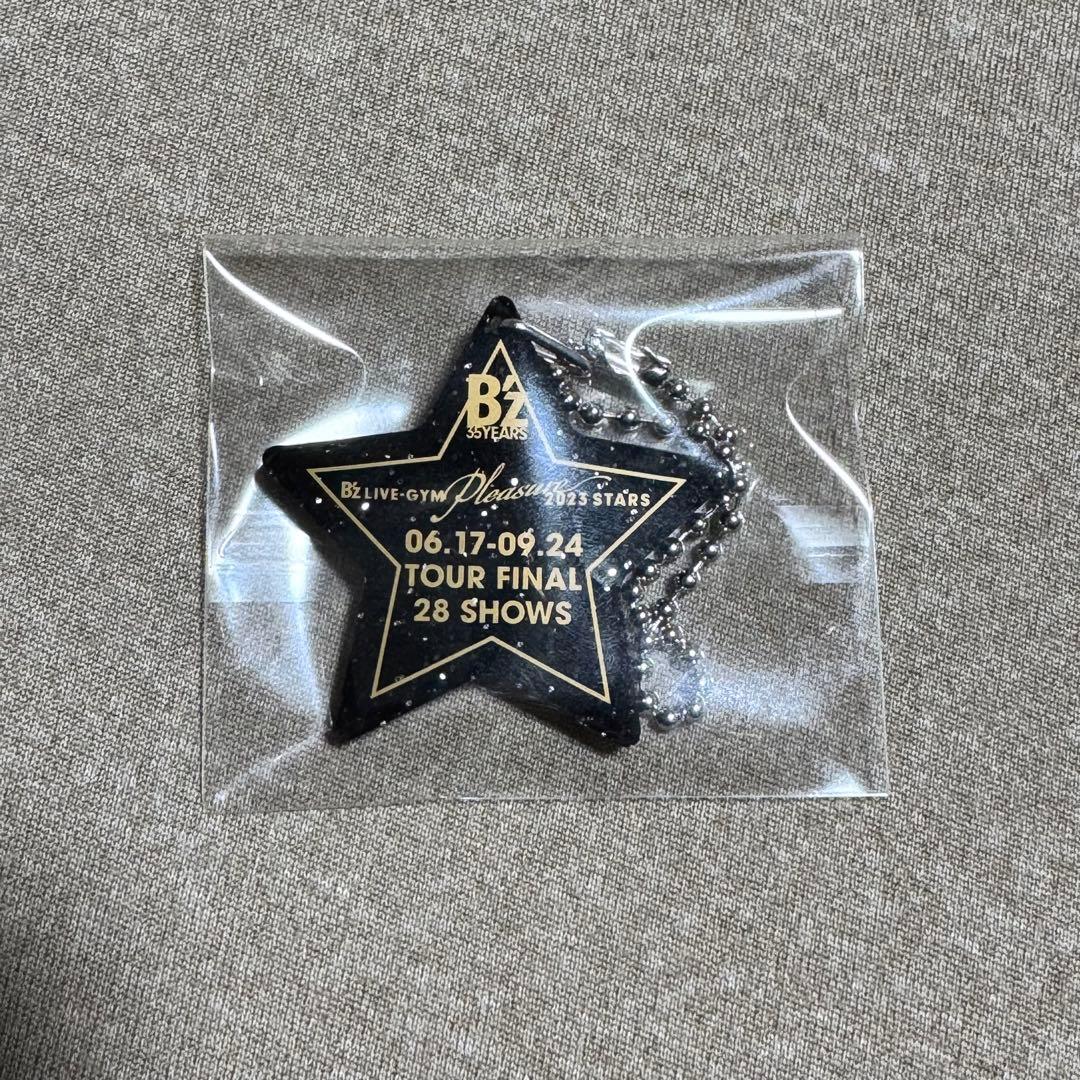 B'z
35YEARS
B'z LIVE-GYM Pleasure 2023 STARS
06.17-09.24
TOUR FINAL
28 SHOWS